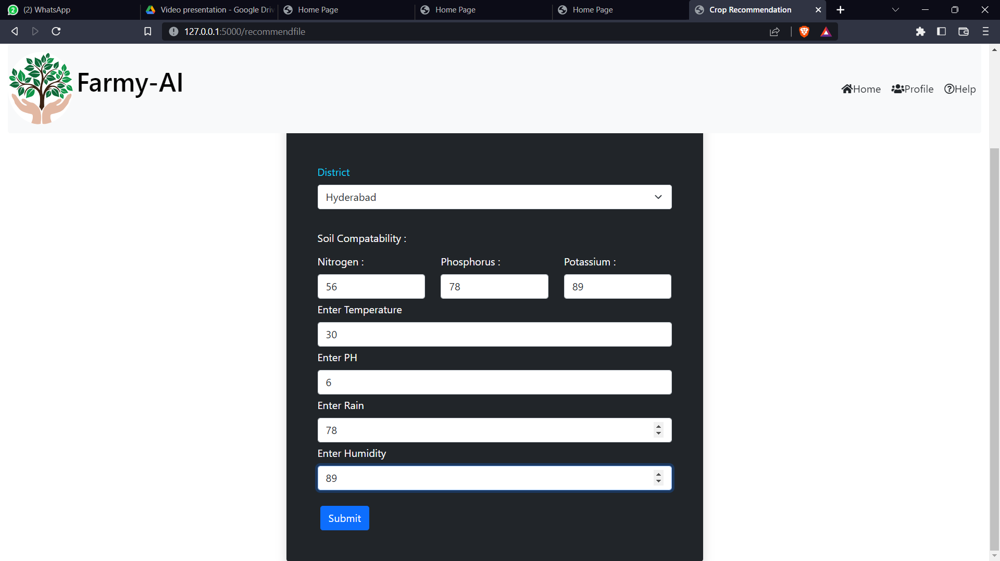 2
(2) WhatsApp
Video presentation - Google Driv
Home Page
Home Page
Home Page
Crop Recommendation
127.0.0.1:5000/recommendfile
Farmy-AI
Home
Profile
Help
District
Hyderabad
Soil Compatability :
Nitrogen : Phosphorus : Potassium :
56 78 89
Enter Temperature
30
Enter PH
6
Enter Rain
78
Enter Humidity
89
Submit